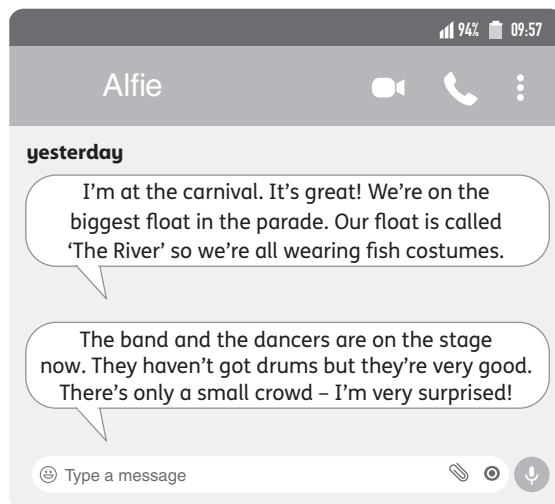 94% 09:57
Alfie
yesterday
I’m at the carnival. It’s great! We’re on the
biggest float in the parade. Our float is called
‘The River’ so we’re all wearing fish costumes.
The band and the dancers are on the stage
now. They haven’t got drums but they’re very good.
There’s only a small crowd – I’m very surprised!
Type a message